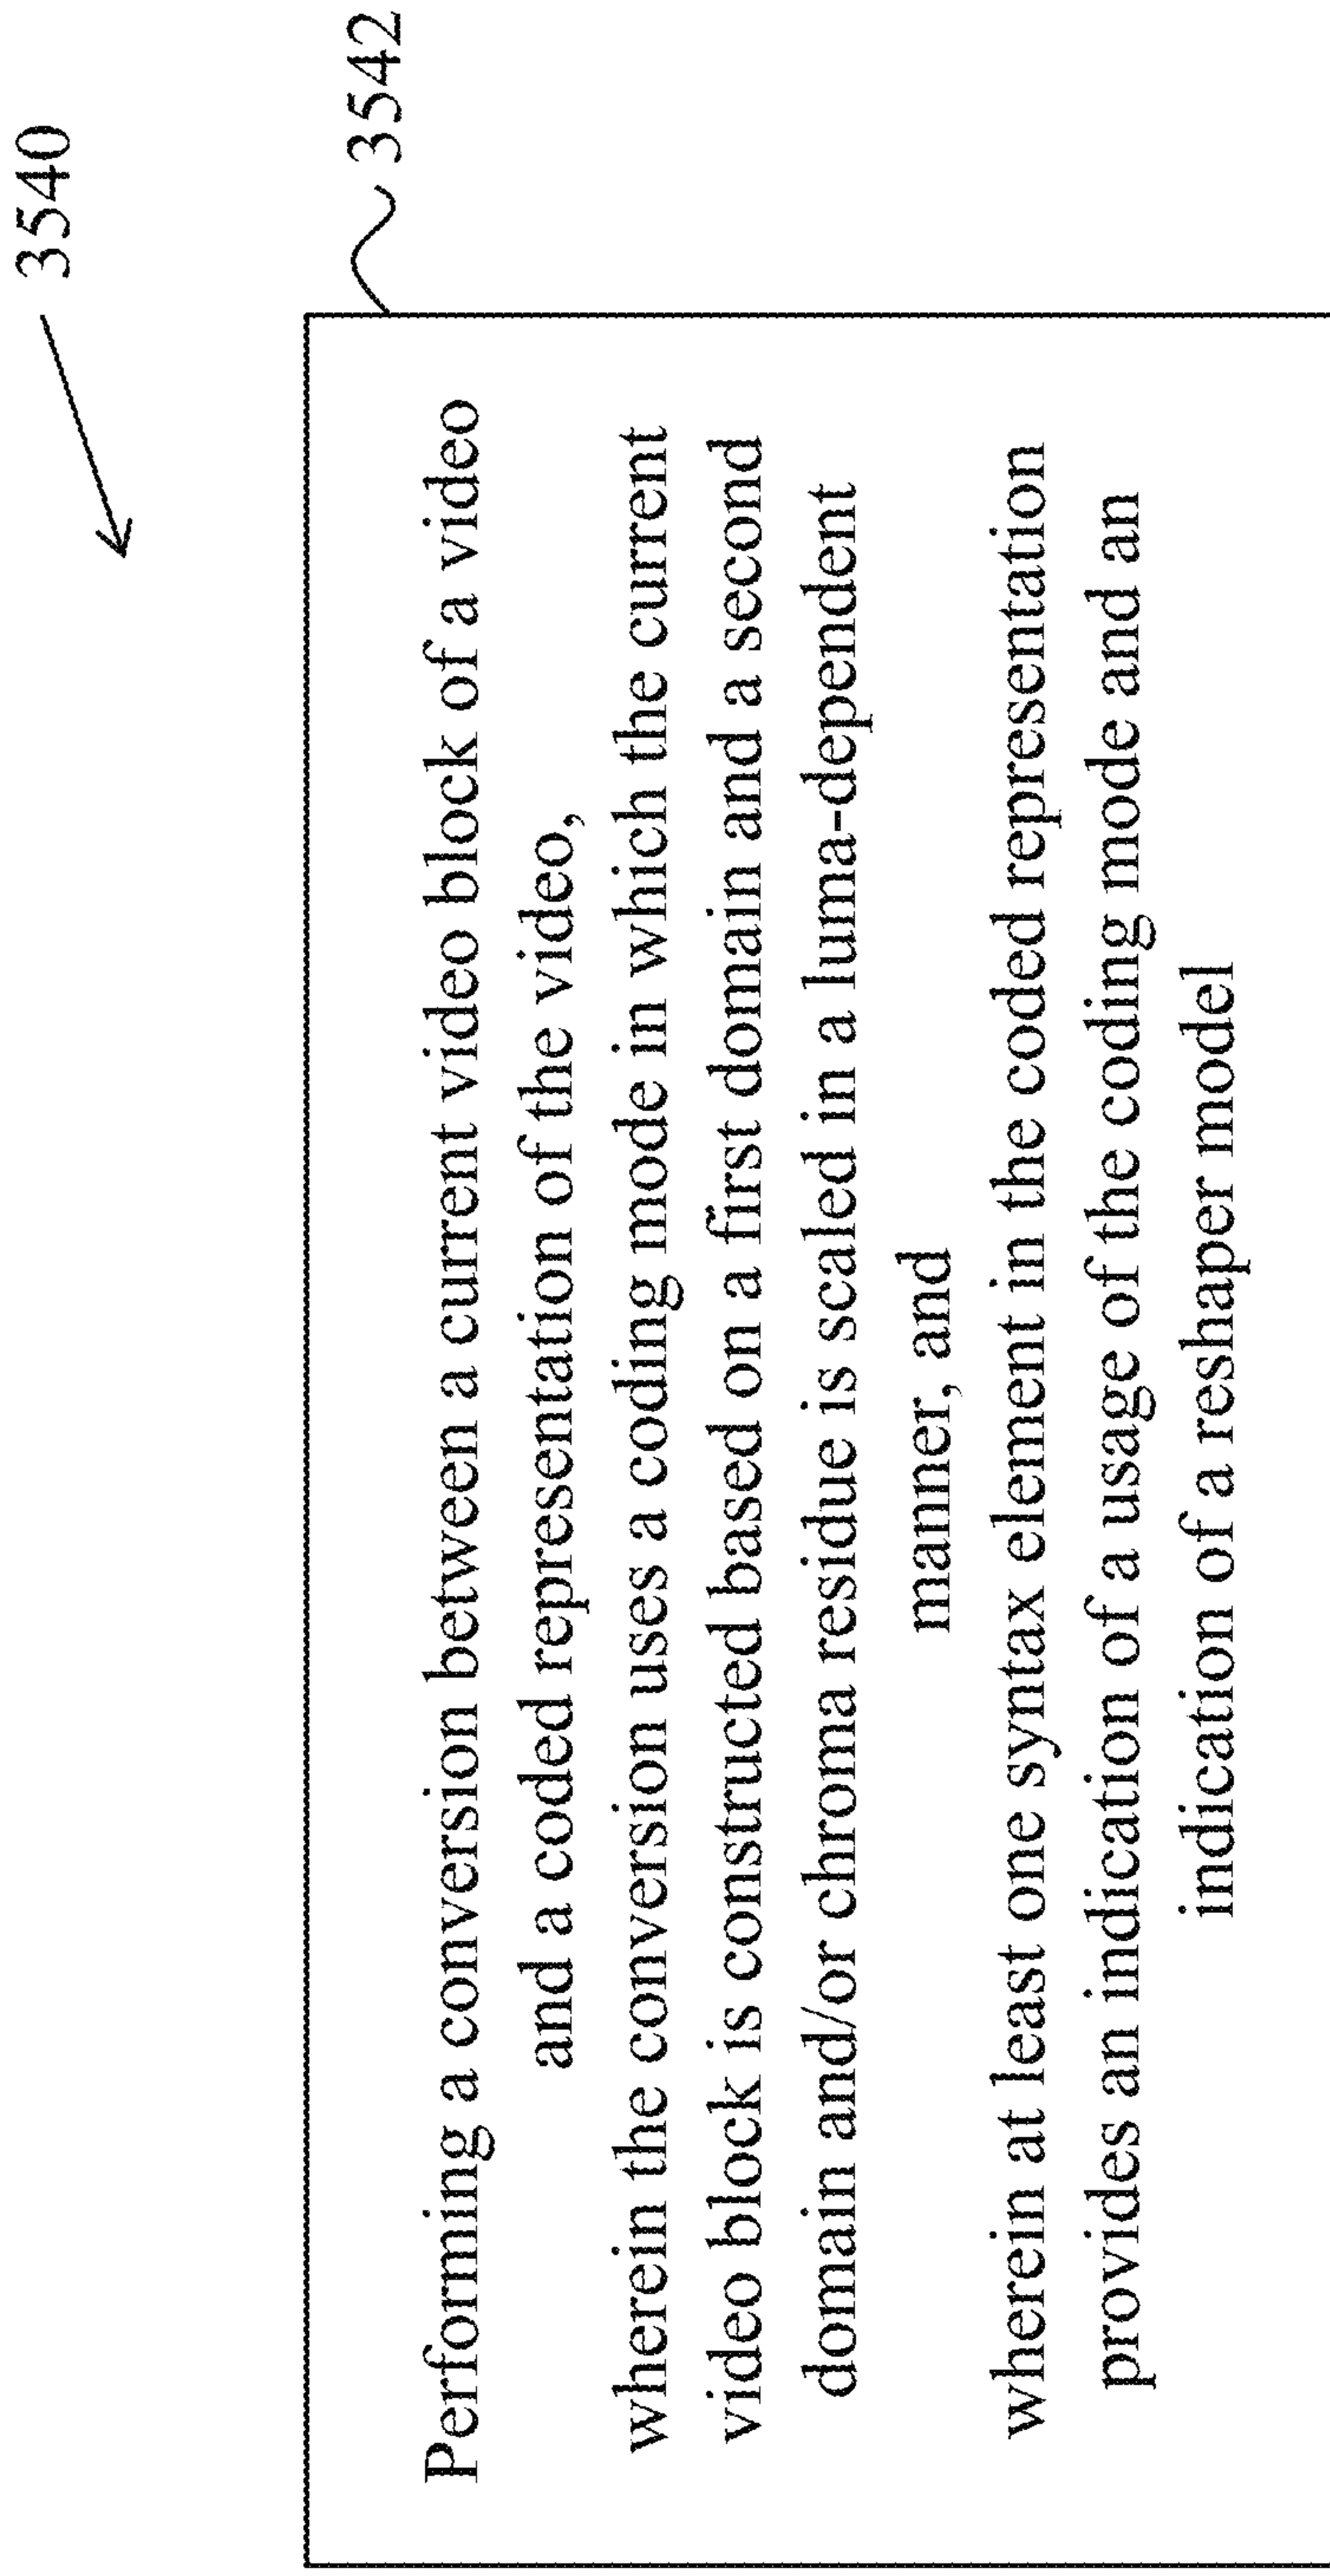 3540
3542
Performing a conversion between a current video block of a video
and a coded representation of the video,
wherein the conversion uses a coding mode in which the current
video block is constructed based on a first domain and a second
domain and/or chroma residue is scaled in a luma-dependent
manner, and
wherein at least one syntax element in the coded representation
provides an indication of a usage of the coding mode and an
indication of a reshaper model